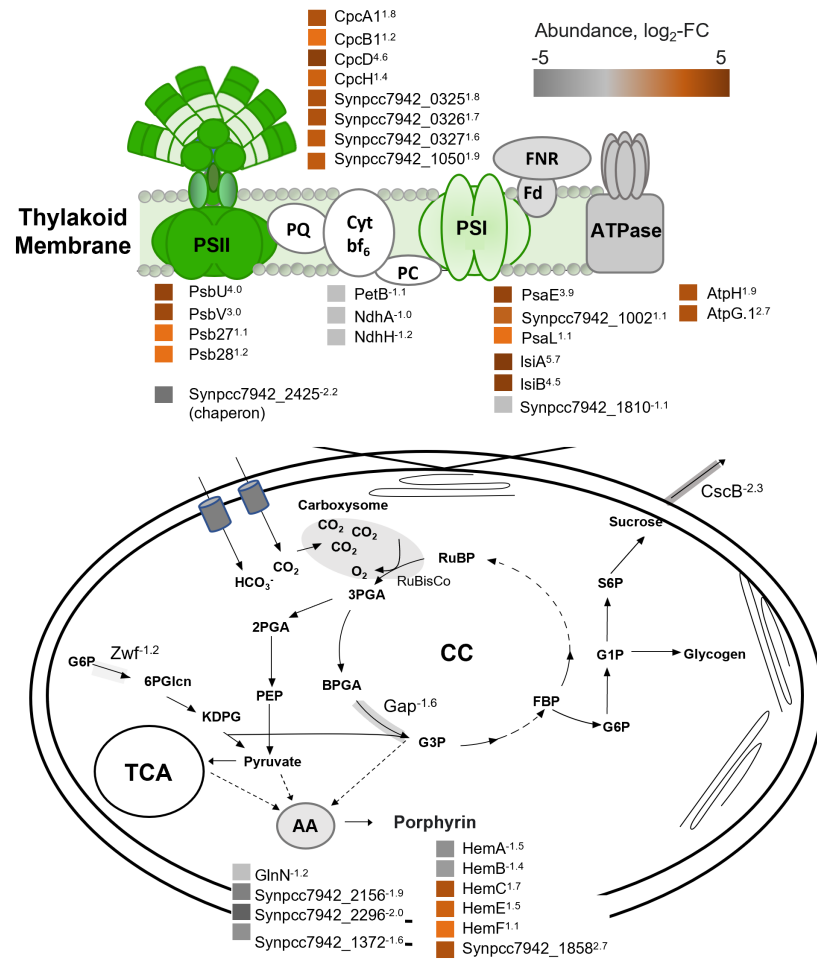 CpcA1 1.8
CpcB1 1.2
CpcD 4.6
CpcH 1.4
Synpcc7942_0325 1.8
Synpcc7942_0326 1.7
Synpcc7942_0327 1.6
Synpcc7942_1050 1.9
Abundance, log2-FC
-5 5
Thylakoid
Membrane
PSII
PQ
Cyt
bf6
PC
PSI
FNR
Fd
ATPase
PsbU 4.0
PsbV 3.0
Psb27 1.1
Psb28 1.2
Synpcc7942_2425 -2.2
(chaperon)
PetB -1.1
NdhA -1.0
NdhH -1.2
PsaE 3.9
Synpcc7942_1002 1.1
PsaL 1.1
IsiA 5.7
IsiB 4.5
Synpcc7942_1810 -1.1
AtpH 1.9
AtpG.1 2.7
CscB -2.3
Sucrose
Carboxysome
CO2 CO2
CO2
O2
CO2
HCO3-
RuBP
RuBisCo
3PGA
S6P
2PGA
CC
G1P
Glycogen
G6P
Zwf -1.2
6PGlcn
PEP
BPGA
Gap -1.6
FBP
KDPG
G3P
G6P
TCA
Pyruvate
AA
Porphyrin
GlnN -1.2
Synpcc7942_2156 -1.9
Synpcc7942_2296 -2.0
Synpcc7942_1372 -1.6
HemA -1.5
HemB -1.4
HemC 1.7
HemE 1.5
HemF 1.1
Synpcc7942_1858 2.7